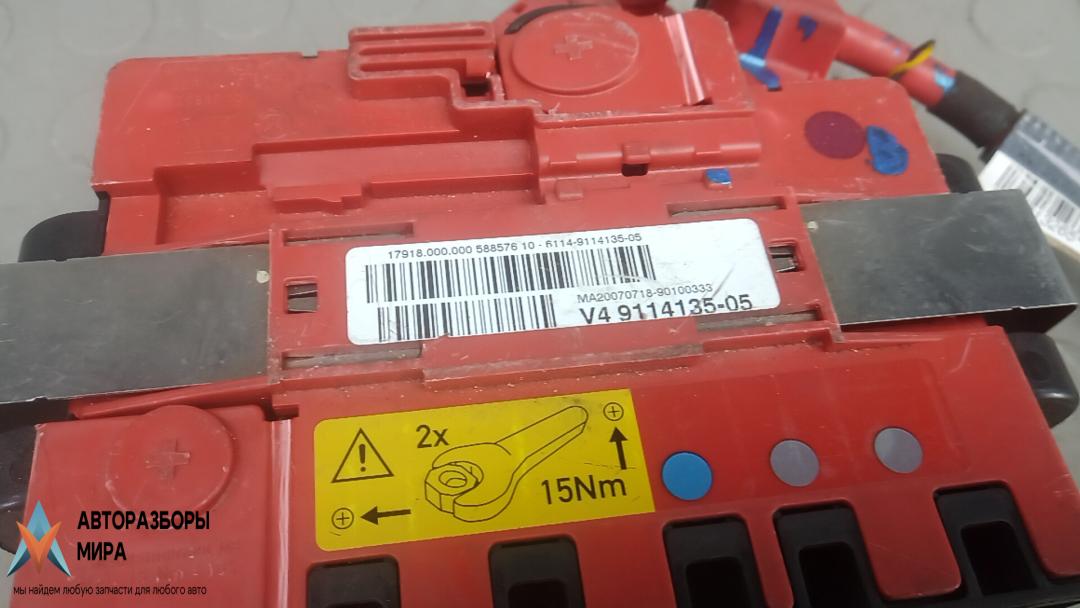 17918.000.000 588576 10 - 6114-9114135-05
MA20070718-90100333
V4 9114135-05
2x
15Nm
АВТОРАЗБОРЫ
МИРА
мы найдем любую запчасти для любого авто